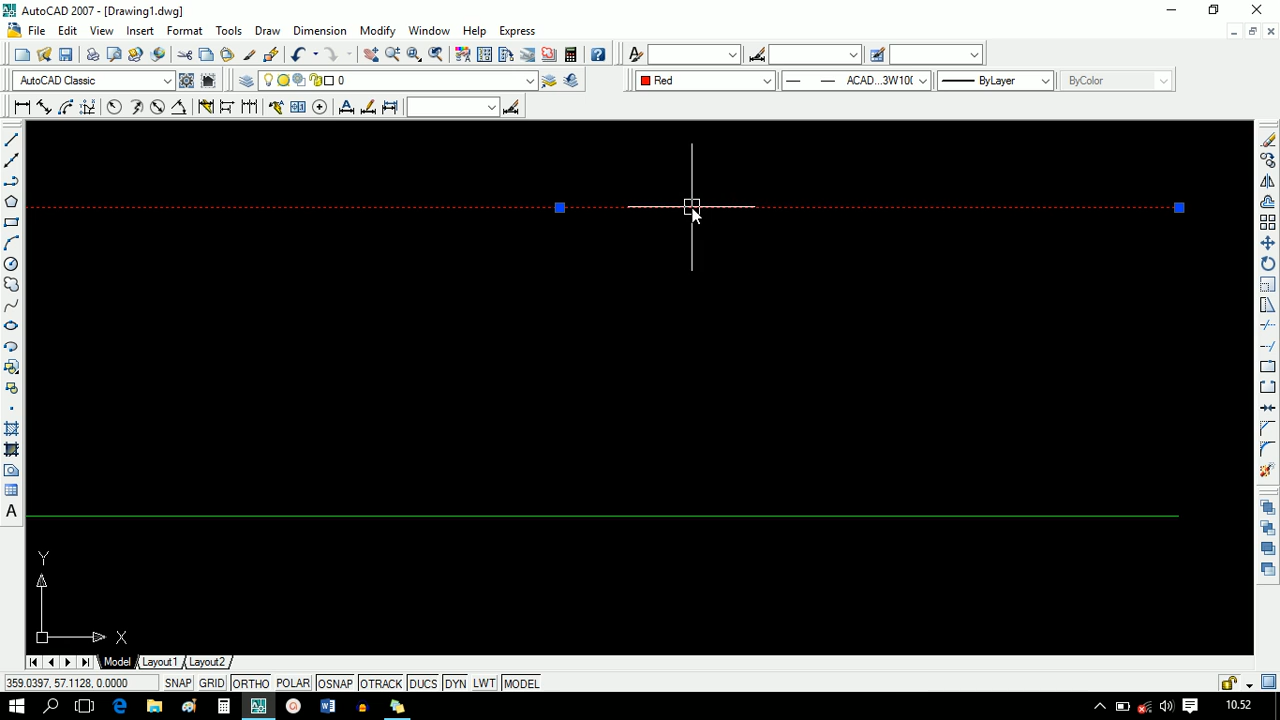 AutoCAD 2007 - [Drawing1.dwg]
File Edit View Insert Format Tools Draw Dimension Modify Window Help Express
AutoCAD Classic 0 Red ACAD...3W100 ByLayer ByColor
A
Y
X
Model Layout1 Layout2
359.0397, 57.1128, 0.0000 SNAP GRID ORTHO POLAR OSNAP OTRACK DUCS DYN LWT MODEL
10.52